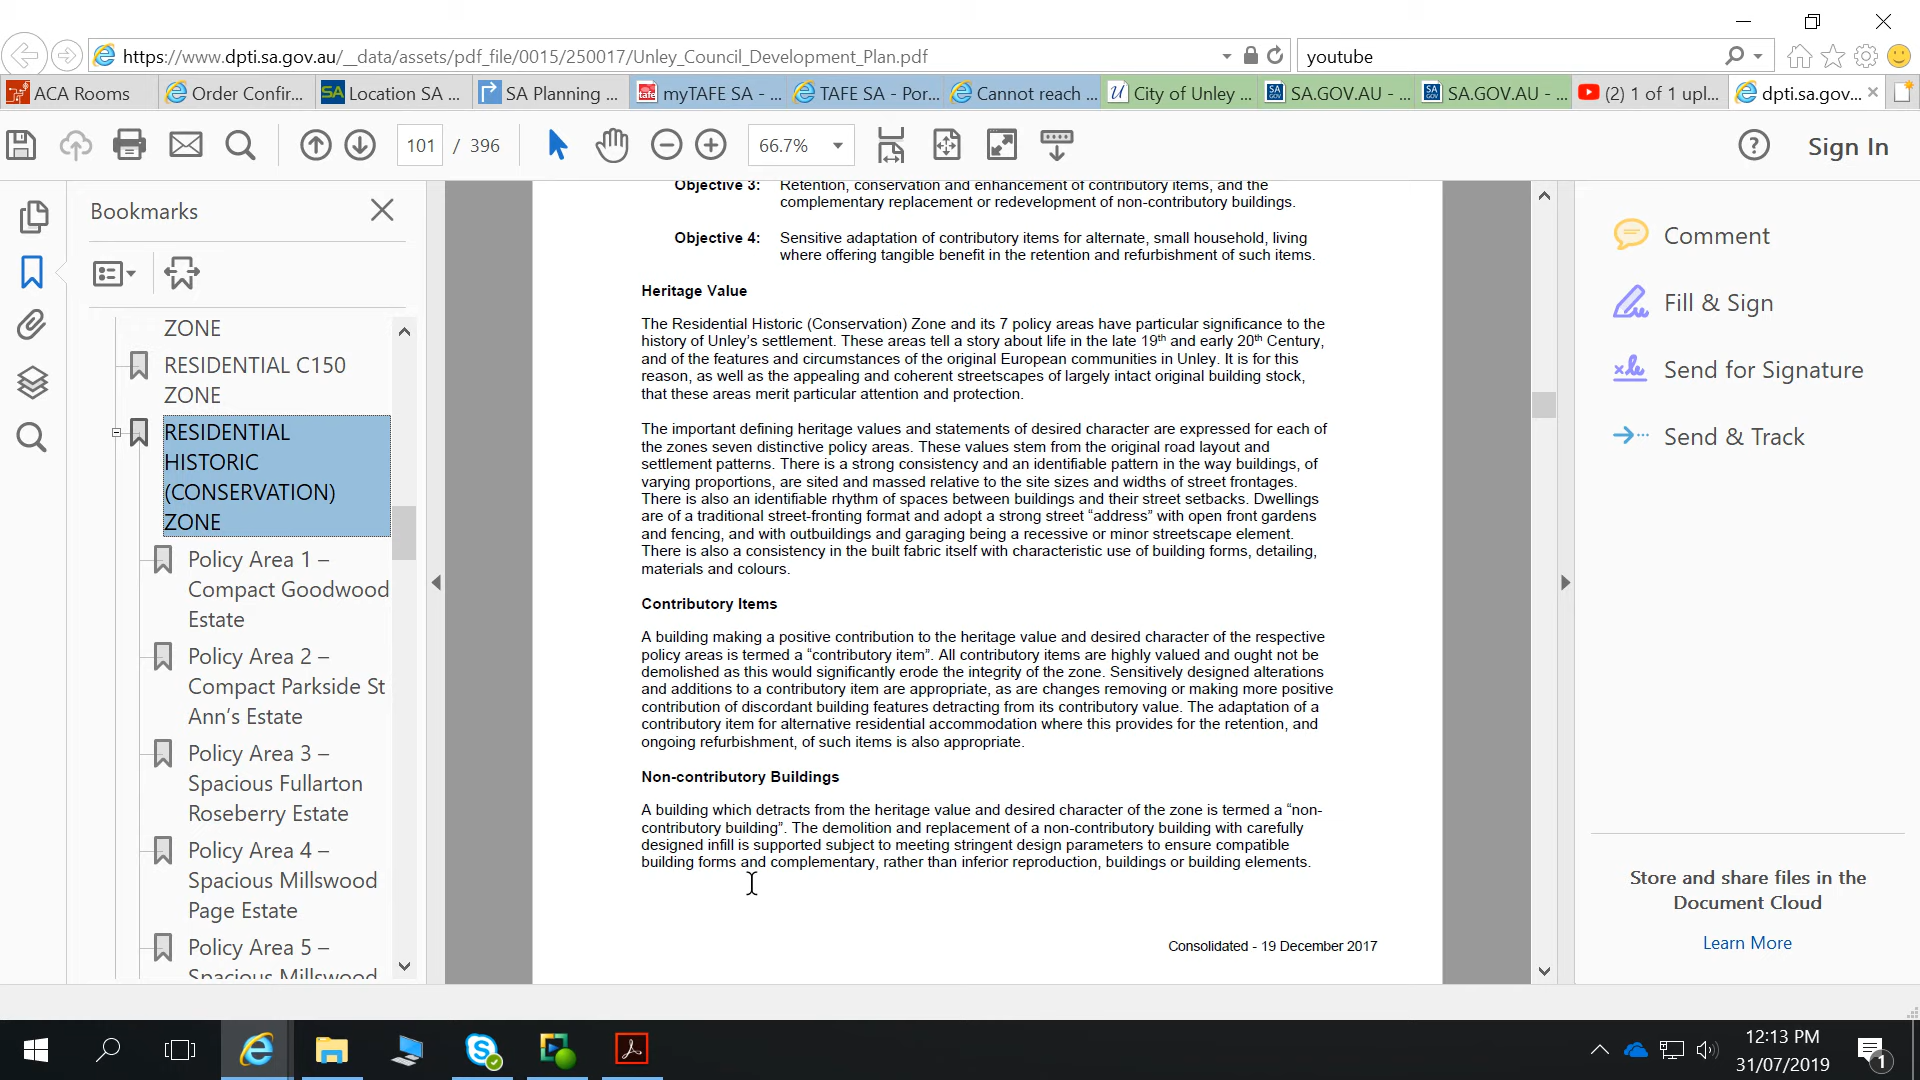 https://www.dpti.sa.gov.au/__data/assets/pdf_file/0015/250017/Unley_Council_Development_Plan.pdf
youtube
ACA Rooms
Order Confir...
Location SA ...
SA Planning ...
myTAFE SA - ...
TAFE SA - Por...
Cannot reach ...
City of Unley ...
SA.GOV.AU - ...
SA.GOV.AU - ...
(2) 1 of 1 upl...
dpti.sa.gov...
101 / 396
66.7%
Sign In
Bookmarks
ZONE
RESIDENTIAL C150
ZONE
RESIDENTIAL
HISTORIC
(CONSERVATION)
ZONE
Policy Area 1 –
Compact Goodwood
Estate
Policy Area 2 –
Compact Parkside St
Ann’s Estate
Policy Area 3 –
Spacious Fullarton
Roseberry Estate
Policy Area 4 –
Spacious Millswood
Page Estate
Policy Area 5 –
Spacious Millswood
Objective 3: Retention, conservation and enhancement of contributory items, and the
complementary replacement or redevelopment of non-contributory buildings.
Objective 4: Sensitive adaptation of contributory items for alternate, small household, living
where offering tangible benefit in the retention and refurbishment of such items.
Heritage Value
The Residential Historic (Conservation) Zone and its 7 policy areas have particular significance to the
history of Unley’s settlement. These areas tell a story about life in the late 19th and early 20th Century,
and of the features and circumstances of the original European communities in Unley. It is for this
reason, as well as the appealing and coherent streetscapes of largely intact original building stock,
that these areas merit particular attention and protection.
The important defining heritage values and statements of desired character are expressed for each of
the zones seven distinctive policy areas. These values stem from the original road layout and
settlement patterns. There is a strong consistency and an identifiable pattern in the way buildings, of
varying proportions, are sited and massed relative to the site sizes and widths of street frontages.
There is also an identifiable rhythm of spaces between buildings and their street setbacks. Dwellings
are of a traditional street-fronting format and adopt a strong street “address” with open front gardens
and fencing, and with outbuildings and garaging being a recessive or minor streetscape element.
There is also a consistency in the built fabric itself with characteristic use of building forms, detailing,
materials and colours.
Contributory Items
A building making a positive contribution to the heritage value and desired character of the respective
policy areas is termed a “contributory item”. All contributory items are highly valued and ought not be
demolished as this would significantly erode the integrity of the zone. Sensitively designed alterations
and additions to a contributory item are appropriate, as are changes removing or making more positive
contribution of discordant building features detracting from its contributory value. The adaptation of a
contributory item for alternative residential accommodation where this provides for the retention, and
ongoing refurbishment, of such items is also appropriate.
Non-contributory Buildings
A building which detracts from the heritage value and desired character of the zone is termed a “non-
contributory building”. The demolition and replacement of a non-contributory building with carefully
designed infill is supported subject to meeting stringent design parameters to ensure compatible
building forms and complementary, rather than inferior reproduction, buildings or building elements.
Consolidated - 19 December 2017
Comment
Fill & Sign
Send for Signature
Send & Track
Store and share files in the
Document Cloud
Learn More
12:13 PM
31/07/2019
1